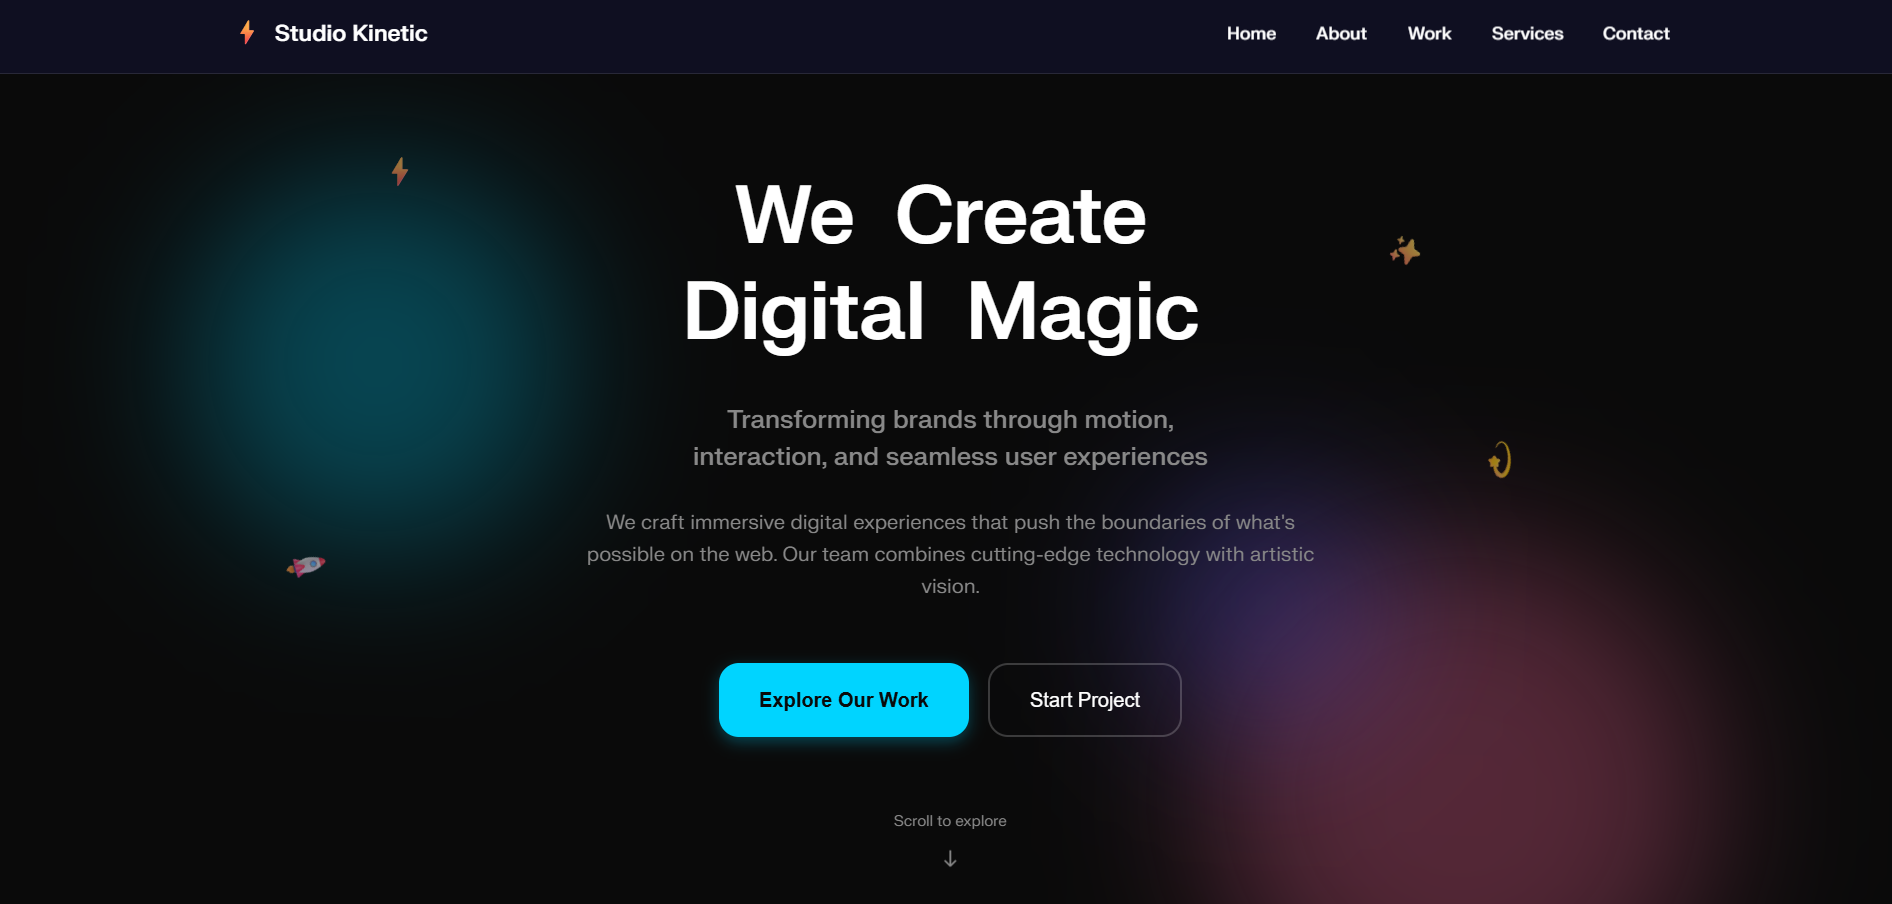 Studio Kinetic
Home About Work Services Contact
We Create
Digital Magic
Transforming brands through motion,
interaction, and seamless user experiences
We craft immersive digital experiences that push the boundaries of what's
possible on the web. Our team combines cutting-edge technology with artistic
vision.
Explore Our Work
Start Project
Scroll to explore